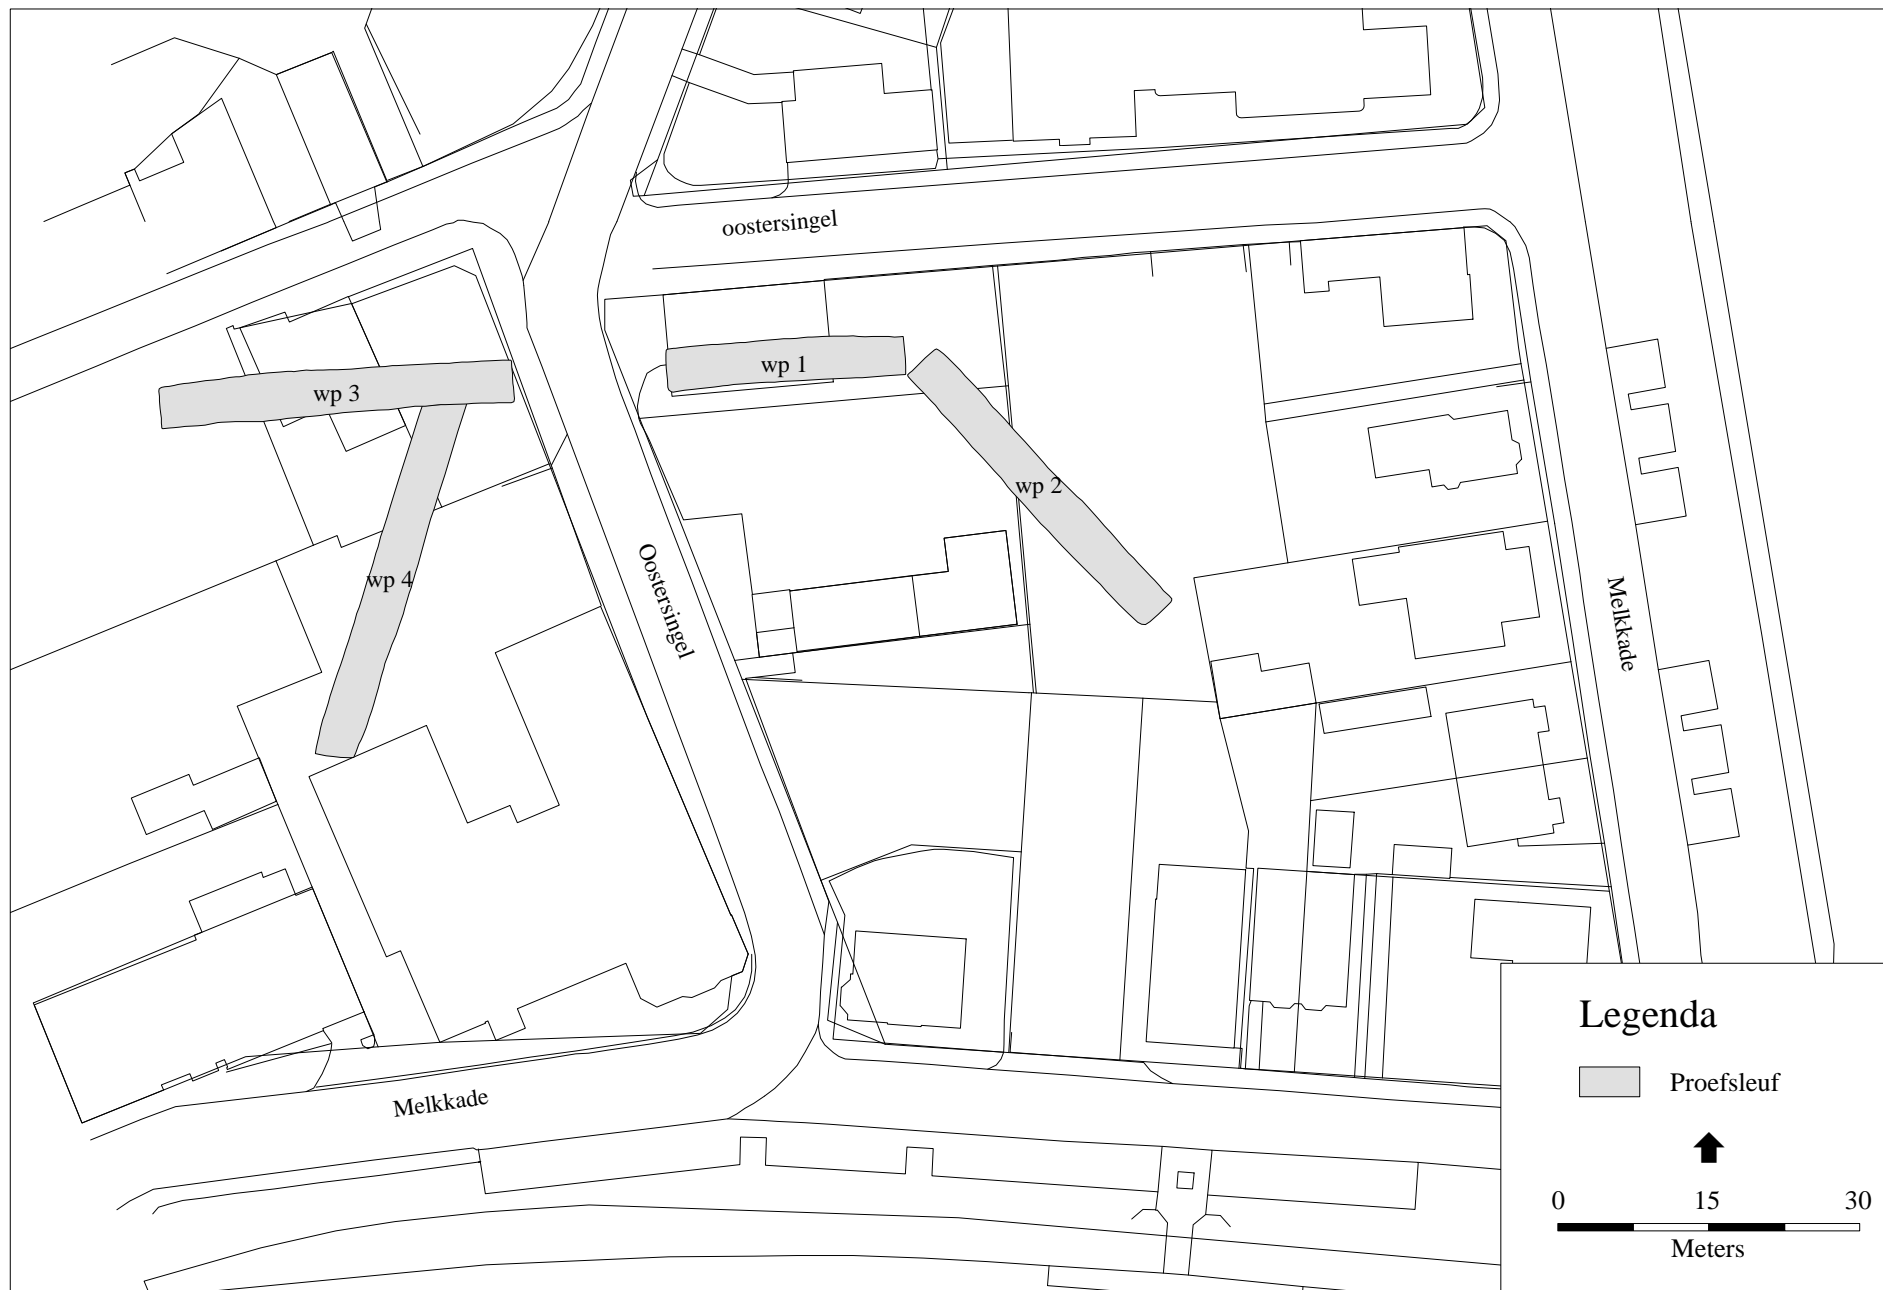 oostersingel
wp 1
wp 3
wp 2
Oostersingel
wp 4
Melkkade
Melkkade
Legenda
Proefsleuf
0 15 30
Meters